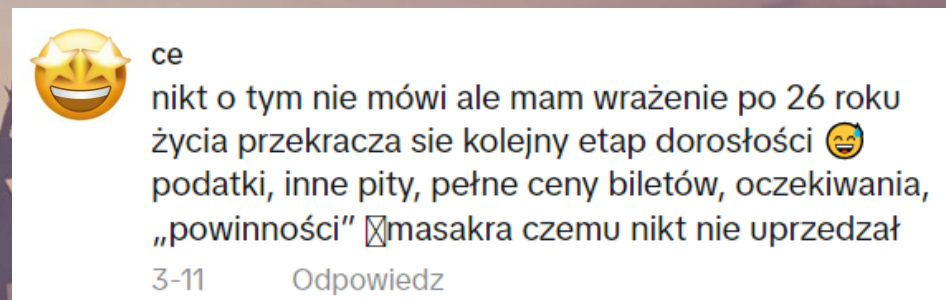 ce
nikt o tym nie mówi ale mam wrażenie po 26 roku
życia przekracza sie kolejny etap dorosłości 😅
podatki, inne pity, pełne ceny biletów, oczekiwania,
„powinności” masakra czemu nikt nie uprzedzał
3-11 Odpowiedz